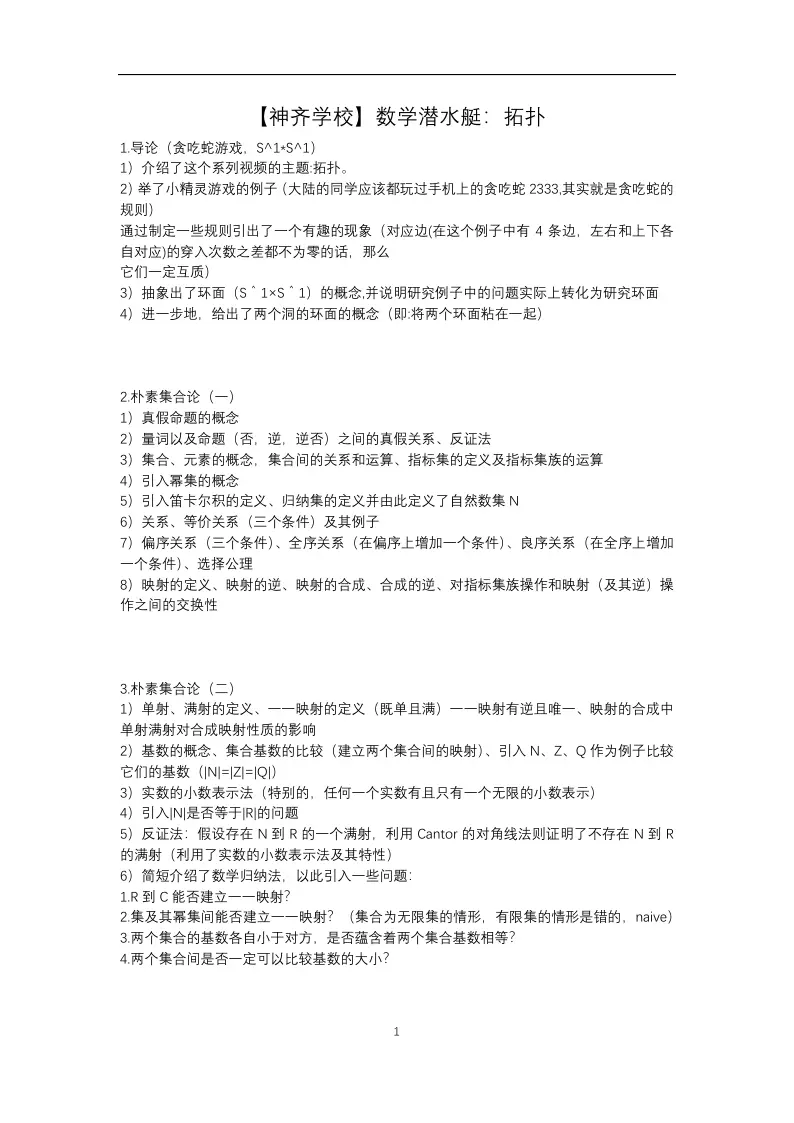 【神齐学校】数学潜水艇：拓扑
1.导论（贪吃蛇游戏，S^1*S^1）
1）介绍了这个系列视频的主题:拓扑。
2）举了小精灵游戏的例子（大陆的同学应该都玩过手机上的贪吃蛇 2333,其实就是贪吃蛇的
规则）
通过制定一些规则引出了一个有趣的现象（对应边(在这个例子中有 4 条边，左右和上下各
自对应)的穿入次数之差都不为零的话，那么
它们一定互质）
3）抽象出了环面（S＾1×S＾1）的概念,并说明研究例子中的问题实际上转化为研究环面
4）进一步地，给出了两个洞的环面的概念（即:将两个环面粘在一起）
2.朴素集合论（一）
1）真假命题的概念
2）量词以及命题（否，逆，逆否）之间的真假关系、反证法
3）集合、元素的概念，集合间的关系和运算、指标集的定义及指标集族的运算
4）引入幂集的概念
5）引入笛卡尔积的定义、归纳集的定义并由此定义了自然数集 N
6）关系、等价关系（三个条件）及其例子
7）偏序关系（三个条件）、全序关系（在偏序上增加一个条件）、良序关系（在全序上增加
一个条件）、选择公理
8）映射的定义、映射的逆、映射的合成、合成的逆、对指标集族操作和映射（及其逆）操
作之间的交换性
3.朴素集合论（二）
1）单射、满射的定义、一一映射的定义（既单且满）一一映射有逆且唯一、映射的合成中
单射满射对合成映射性质的影响
2）基数的概念、集合基数的比较（建立两个集合间的映射）、引入 N、Z、Q 作为例子比较
它们的基数（|N|=|Z|=|Q|）
3）实数的小数表示法（特别的，任何一个实数有且只有一个无限的小数表示）
4）引入|N|是否等于|R|的问题
5）反证法：假设存在 N 到 R 的一个满射，利用 Cantor 的对角线法则证明了不存在 N 到 R
的满射（利用了实数的小数表示法及其特性）
6）简短介绍了数学归纳法，以此引入一些问题：
1.R 到 C 能否建立一一映射？
2.集及其幂集间能否建立一一映射？（集合为无限集的情形，有限集的情形是错的，naive）
3.两个集合的基数各自小于对方，是否蕴含着两个集合基数相等？
4.两个集合间是否一定可以比较基数的大小？
1